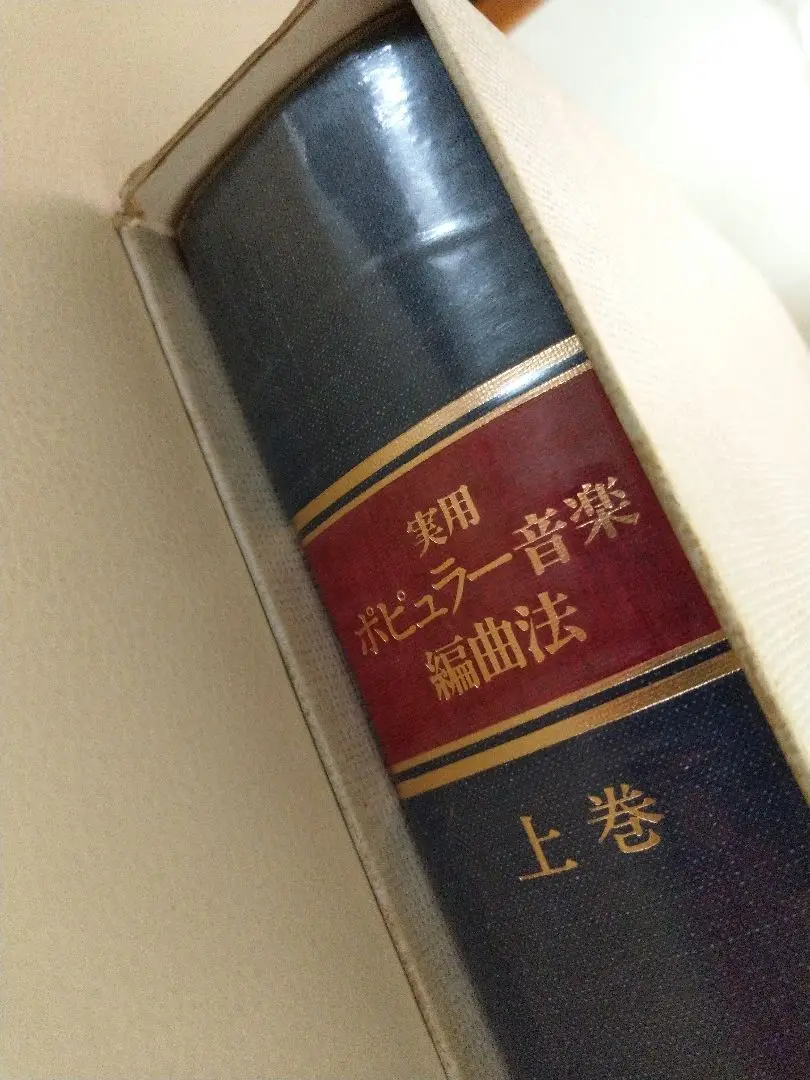 実用
ポピュラー音楽
編曲法
上巻